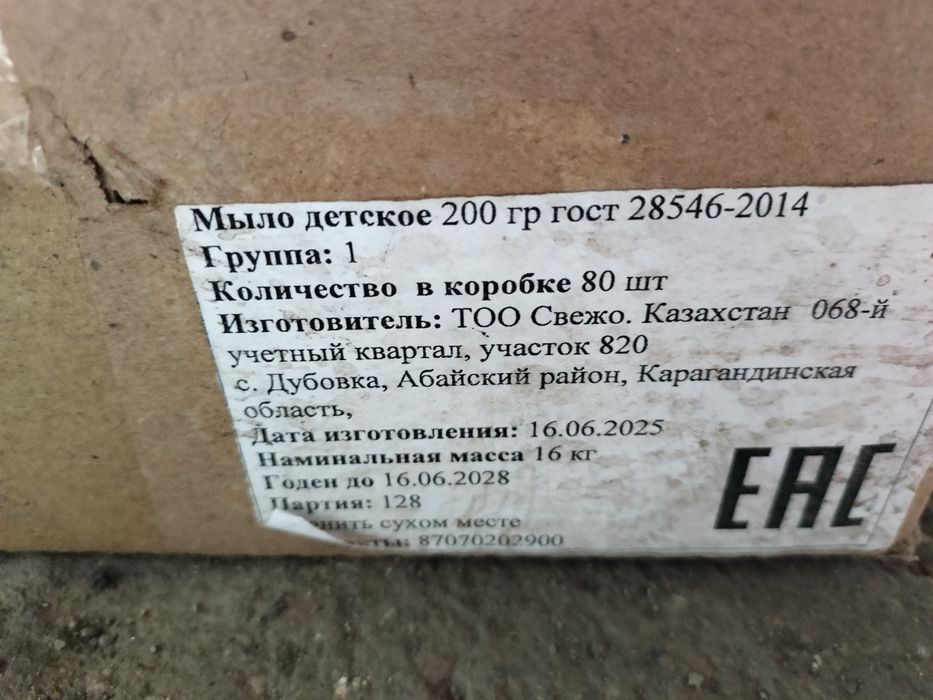 Мыло детское 200 гр гост 28546-2014
Группа: 1
Количество в коробке 80 шт
Изготовитель: ТОО Свежо. Казахстан 068-й
учетный квартал, участок 820
с. Дубовка, Абайский район, Карагандинская
область,
Дата изготовления: 16.06.2025
Наминальная масса 16 кг
Годен до 16.06.2028
Партия: 128
сухом месте
87070202900
EAC